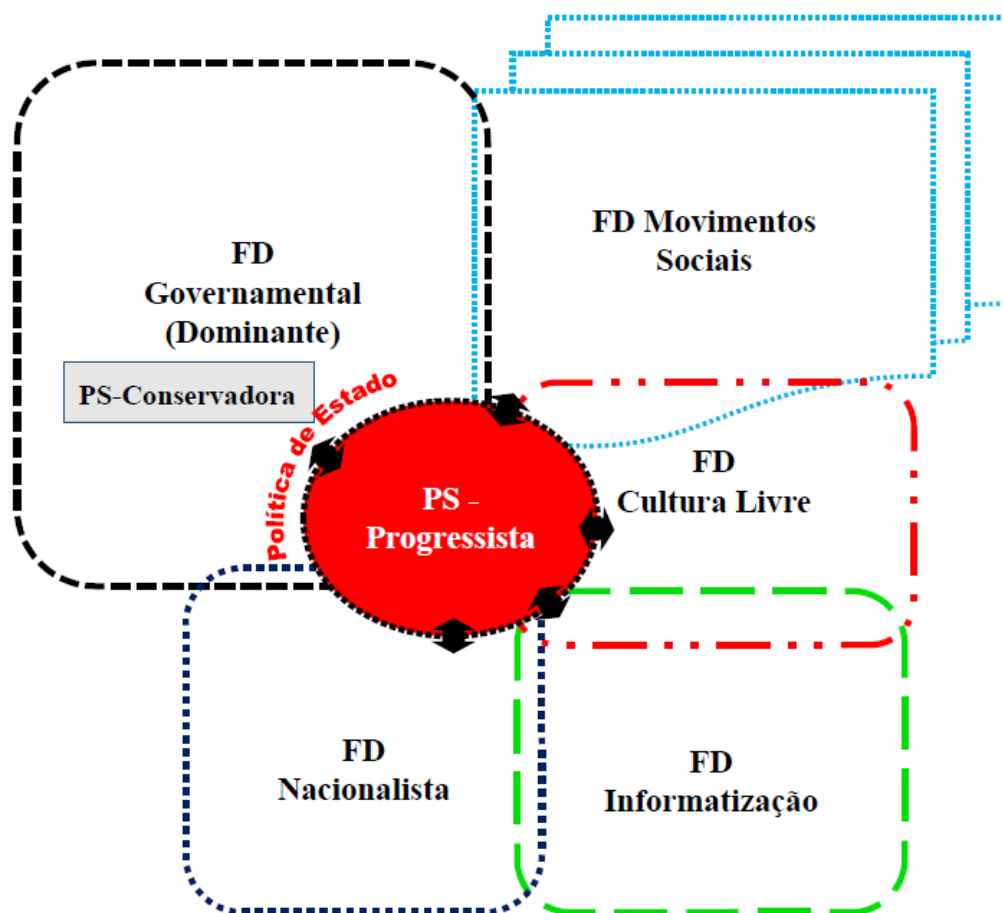 FD
Governamental
(Dominante)
PS-Conservadora
FD Movimentos
Sociais
Política de Estado
PS -
Progressista
FD
Cultura Livre
FD
Nacionalista
FD
Informatização